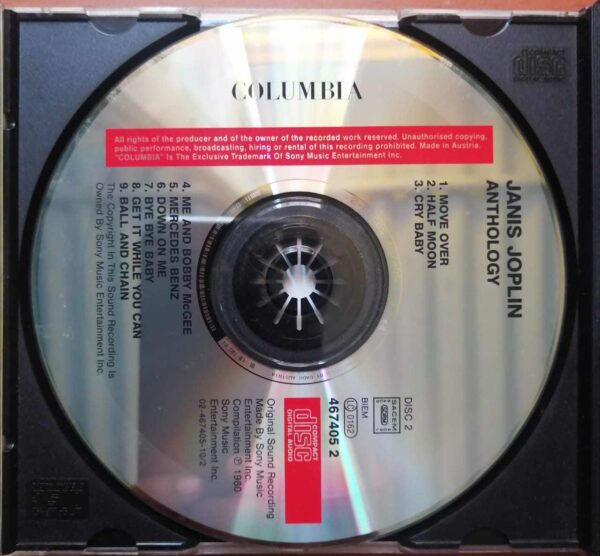 COLUMBIA
All rights of the producer and of the owner of the recorded work reserved. Unauthorised copying,
public performance, broadcasting, hiring or rental of this recording prohibited. Made in Austria.
"COLUMBIA" Is The Exclusive Trademark Of Sony Music Entertainment Inc.
JANIS JOPLIN
ANTHOLOGY
1. MOVE OVER
2. HALF MOON
3. CRY BABY
4. ME AND BOBBY McGEE
5. MERCEDES BENZ
6. DOWN ON ME
7. BYE BYE BABY
8. GET IT WHILE YOU CAN
9. BALL AND CHAIN
The Copyright In This Sound Recording Is
Owned By Sony Music Entertainment Inc.
DISC 2
SACEM
BIEM
LC 0162
467405 2
COMPACT
disc
DIGITAL AUDIO
Original Sound Recording
Made By Sony Music
Entertainment Inc.
Compilation ℗ 1980
Sony Music
Entertainment Inc.
02-467405-10/2
COMPACT
disc
DIGITAL AUDIO